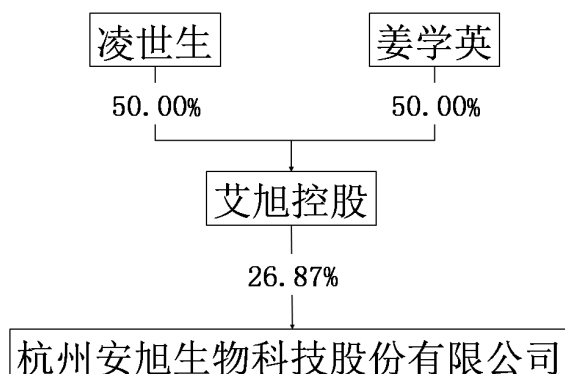 凌世生 姜学英
50.00% 50.00%
艾旭控股
26.87%
杭州安旭生物科技股份有限公司